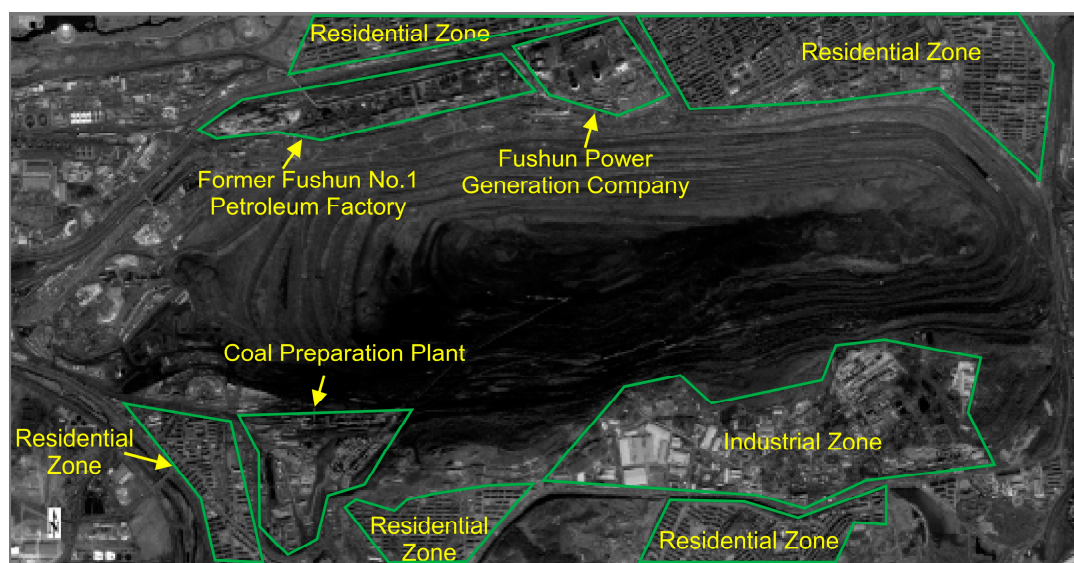 Residential Zone
Residential Zone
Former Fushun No.1
Petroleum Factory
Fushun Power
Generation Company
Coal Preparation Plant
Residential
Zone
Industrial Zone
Residential
Zone
Residential Zone
N